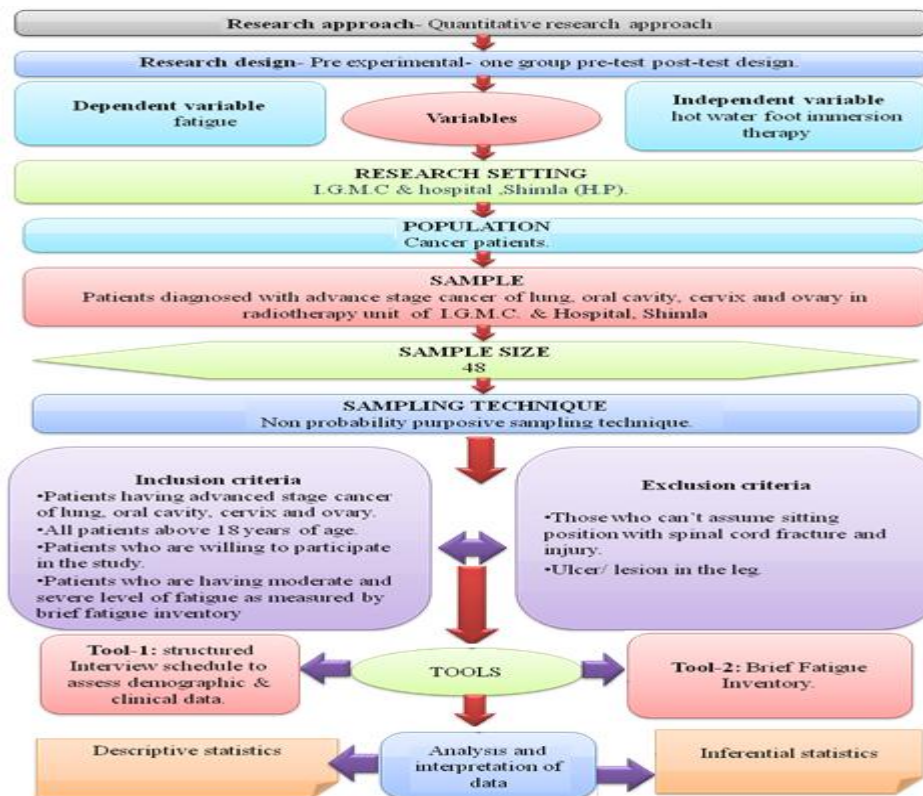 Research approach- Quantitative research approach
Research design- Pre experimental- one group pre-test post-test design.
Dependent variable
fatigue
Variables
Independent variable
hot water foot immersion
therapy
RESEARCH SETTING
I.G.M.C & hospital ,Shimla (H.P).
POPULATION
Cancer patients.
SAMPLE
Patients diagnosed with advance stage cancer of lung, oral cavity, cervix and ovary in
radiotherapy unit of I.G.M.C. & Hospital, Shimla
SAMPLE SIZE
48
SAMPLING TECHNIQUE
Non probability purposive sampling technique.
Inclusion criteria
•Patients having advanced stage cancer
of lung, oral cavity, cervix and ovary.
•All patients above 18 years of age.
•Patients who are willing to participate
in the study.
•Patients who are having moderate and
severe level of fatigue as measured by
brief fatigue inventory
Exclusion criteria
•Those who can`t assume sitting
position with spinal cord fracture and
injury.
•Ulcer/ lesion in the leg.
Tool-1: structured
Interview schedule to
assess demographic &
clinical data.
TOOLS
Tool-2: Brief Fatigue
Inventory.
Descriptive statistics
Analysis and
interpretation of
data
Inferential statistics